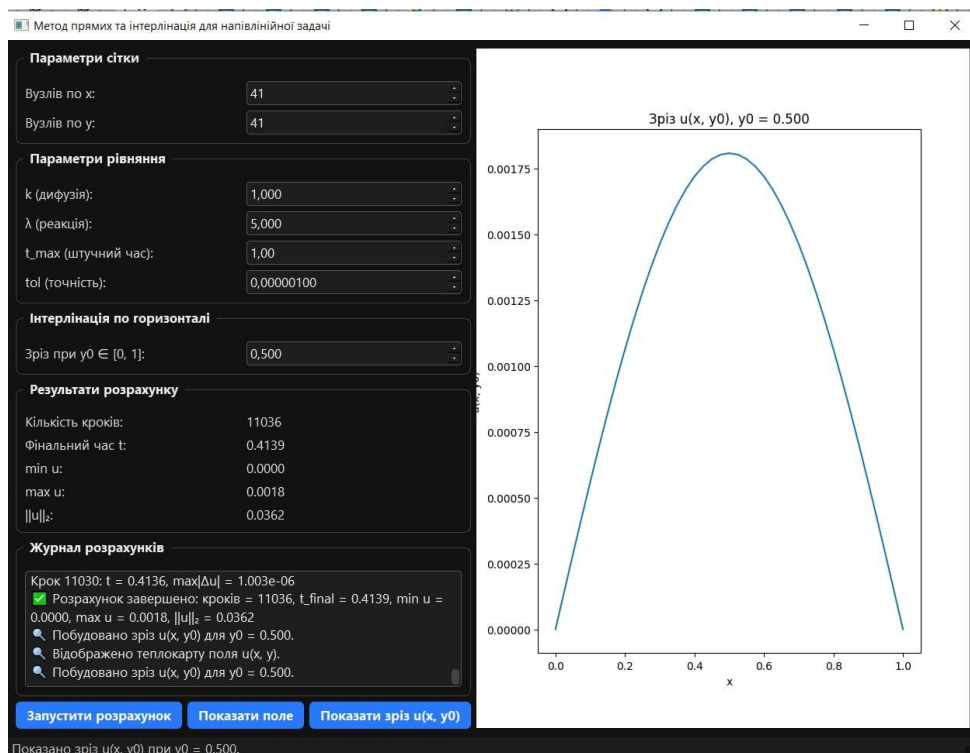 Метод прямих та інтерлінація для напівлінійної задачі
Параметри сітки
Вузлів по x: 41
Вузлів по y: 41
Параметри рівняння
k (дифузія): 1,000
λ (реакція): 5,000
t_max (штучний час): 1,00
tol (точність): 0,00000100
Інтерлінація по горизонталі
Зріз при y0 ∈ [0, 1]: 0,500
Результати розрахунку
Кількість кроків: 11036
Фінальний час t: 0.4139
min u: 0.0000
max u: 0.0018
||u||₂: 0.0362
Журнал розрахунків
Крок 11030: t = 0.4136, max|Δu| = 1.003e-06
✅ Розрахунок завершено: кроків = 11036, t_final = 0.4139, min u =
0.0000, max u = 0.0018, ||u||₂ = 0.0362
🔍 Побудовано зріз u(x, y0) для y0 = 0.500.
🔍 Відображено теплокарту поля u(x, y).
🔍 Побудовано зріз u(x, y0) для y0 = 0.500.
Запустити розрахунок Показати поле Показати зріз u(x, y0)
Показано зріз u(x, y0) при y0 = 0.500.
Зріз u(x, y0), y0 = 0.500
0.00175
0.00150
0.00125
0.00100
0.00075
0.00050
0.00025
0.00000
0.0 0.2 0.4 0.6 0.8 1.0
x